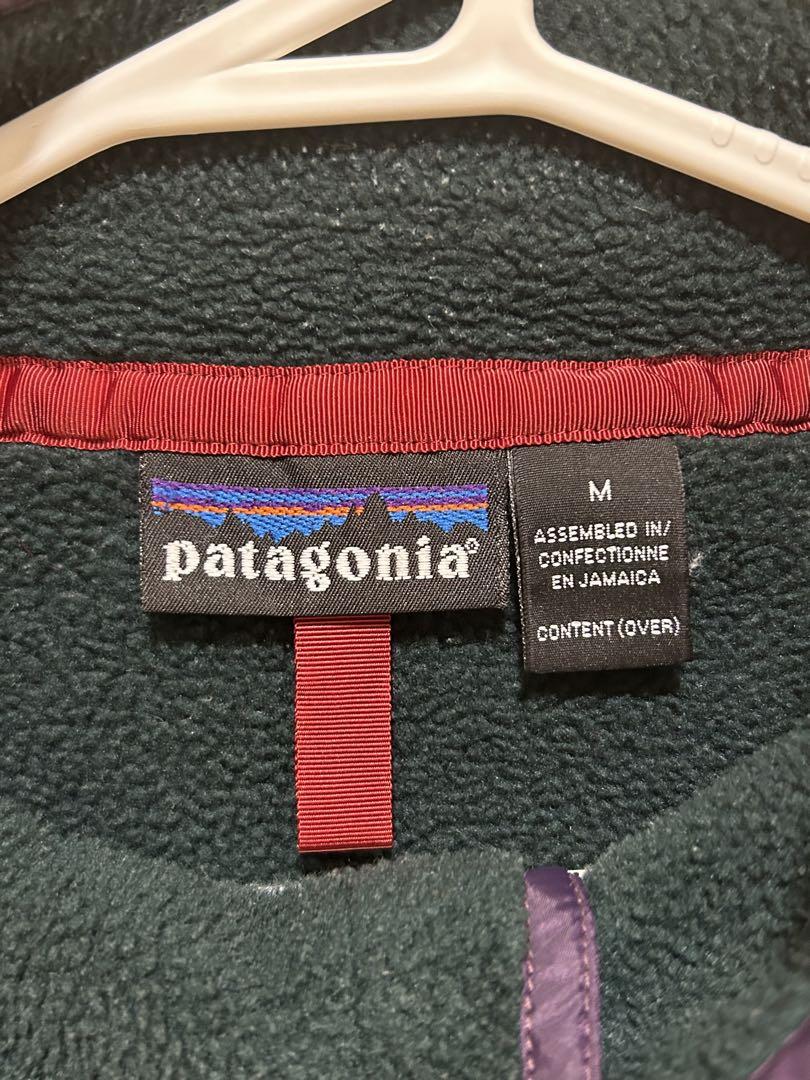 patagonia®
M
ASSEMBLED IN/
CONFECTIONNE
EN JAMAICA
CONTENT (OVER)